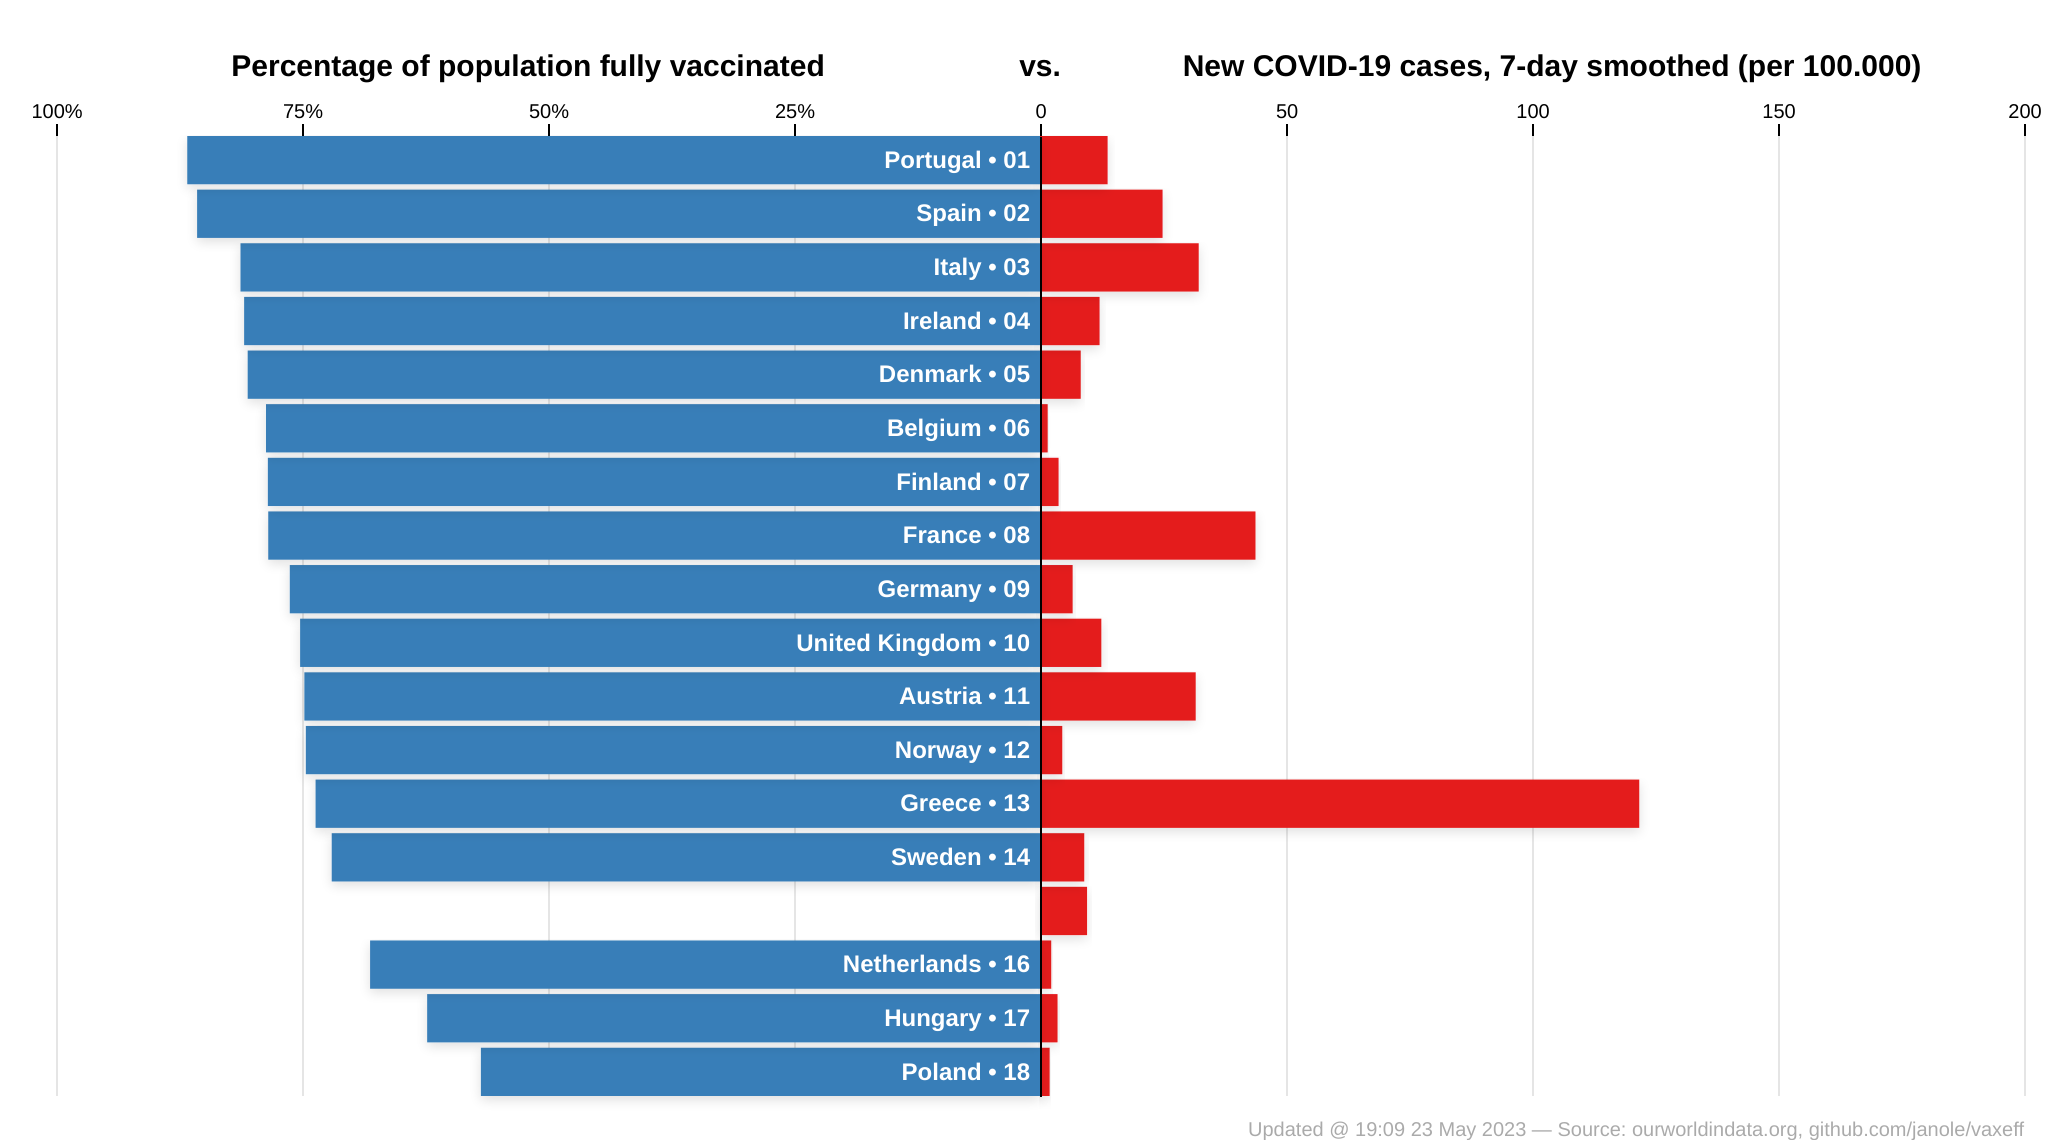 Percentage of population fully vaccinated vs. New COVID-19 cases, 7-day smoothed (per 100.000)
100% 75% 50% 25% 0 50 100 150 200
Portugal • 01
Spain • 02
Italy • 03
Ireland • 04
Denmark • 05
Belgium • 06
Finland • 07
France • 08
Germany • 09
United Kingdom • 10
Austria • 11
Norway • 12
Greece • 13
Sweden • 14
Netherlands • 16
Hungary • 17
Poland • 18
Updated @ 19:09 23 May 2023 — Source: ourworldindata.org, github.com/janole/vaxeff